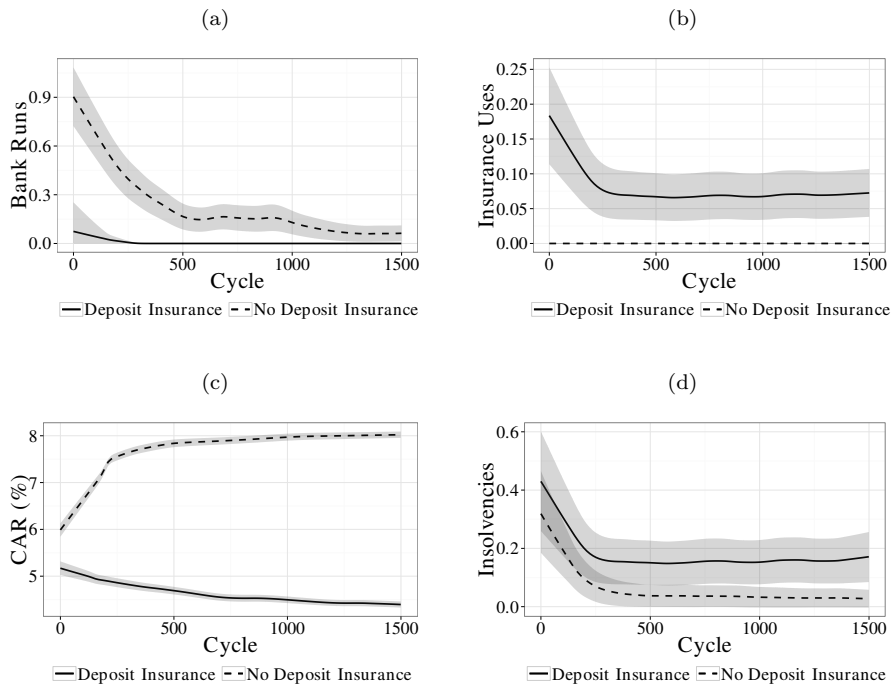 (a)
Bank Runs
0.9
0.6
0.3
0.0
0 500 1000 1500
Cycle
Deposit Insurance No Deposit Insurance
(b)
Insurance Uses
0.25
0.20
0.15
0.10
0.05
0.00
0 500 1000 1500
Cycle
Deposit Insurance No Deposit Insurance
(c)
CAR (%)
8
7
6
5
0 500 1000 1500
Cycle
Deposit Insurance No Deposit Insurance
(d)
Insolvencies
0.6
0.4
0.2
0.0
0 500 1000 1500
Cycle
Deposit Insurance No Deposit Insurance